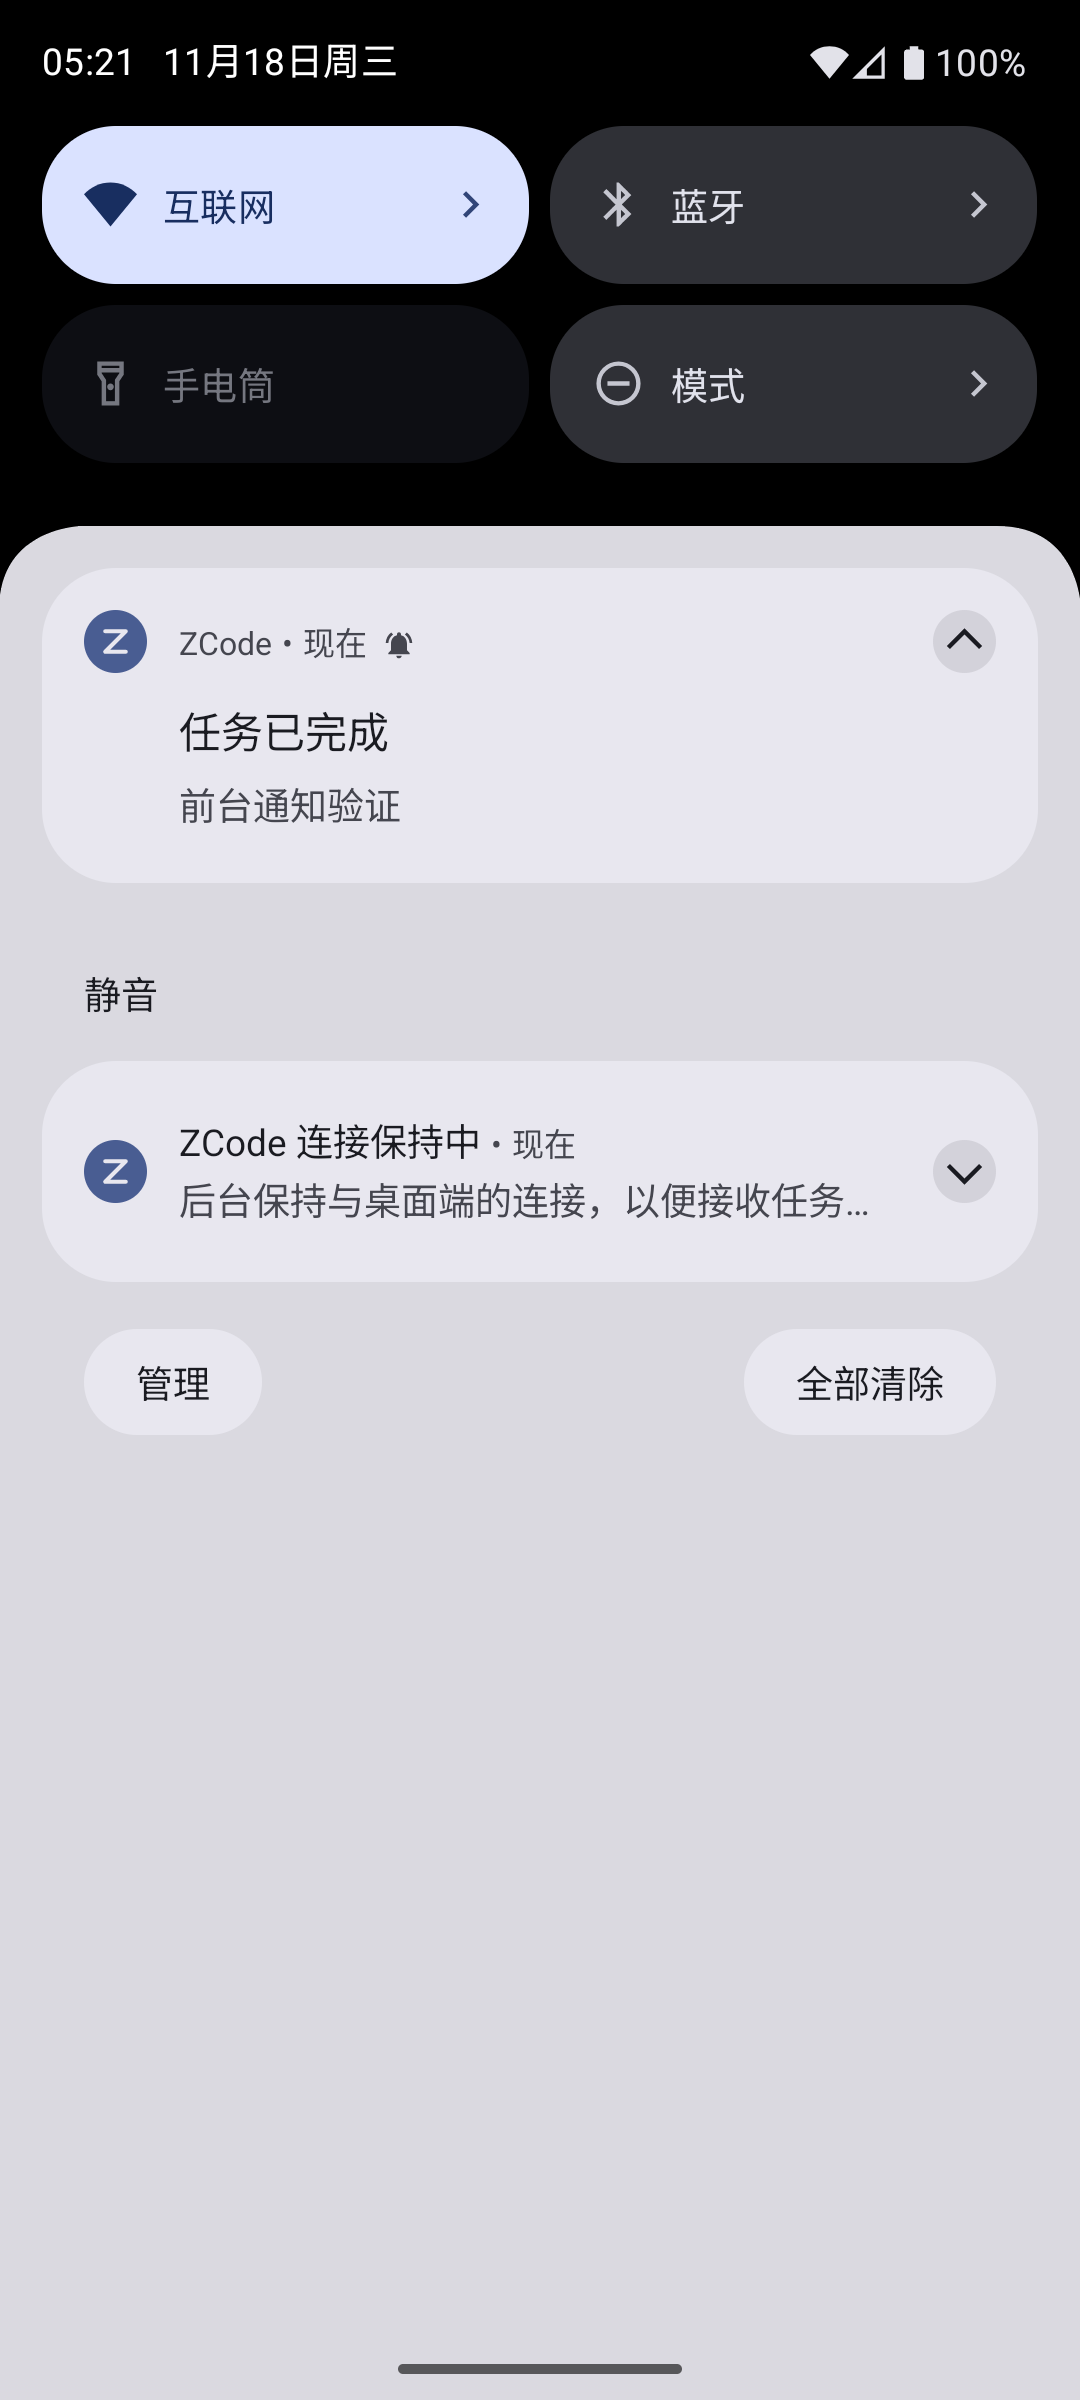 05:21 11月18日周三 100%
互联网 蓝牙
手电筒 模式
ZCode • 现在
任务已完成
前台通知验证
静音
ZCode 连接保持中 • 现在
后台保持与桌面端的连接，以便接收任务...
管理 全部清除